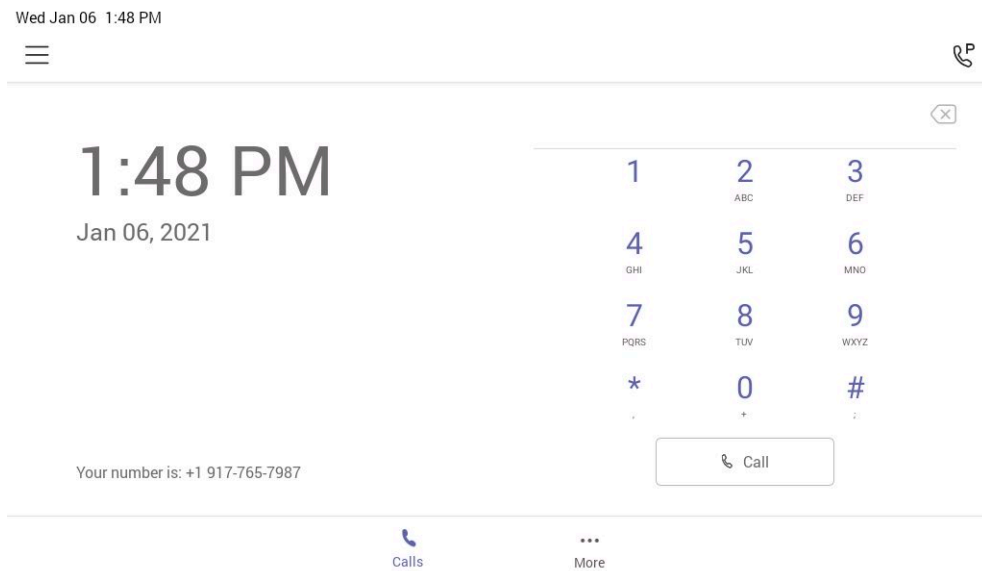 Wed Jan 06 1:48 PM
P
1:48 PM
Jan 06, 2021
1 2 3
ABC DEF
4 5 6
GHI JKL MNO
7 8 9
PQRS TUV WXYZ
* 0 #
, + ;
Your number is: +1 917-765-7987
Call
Calls More